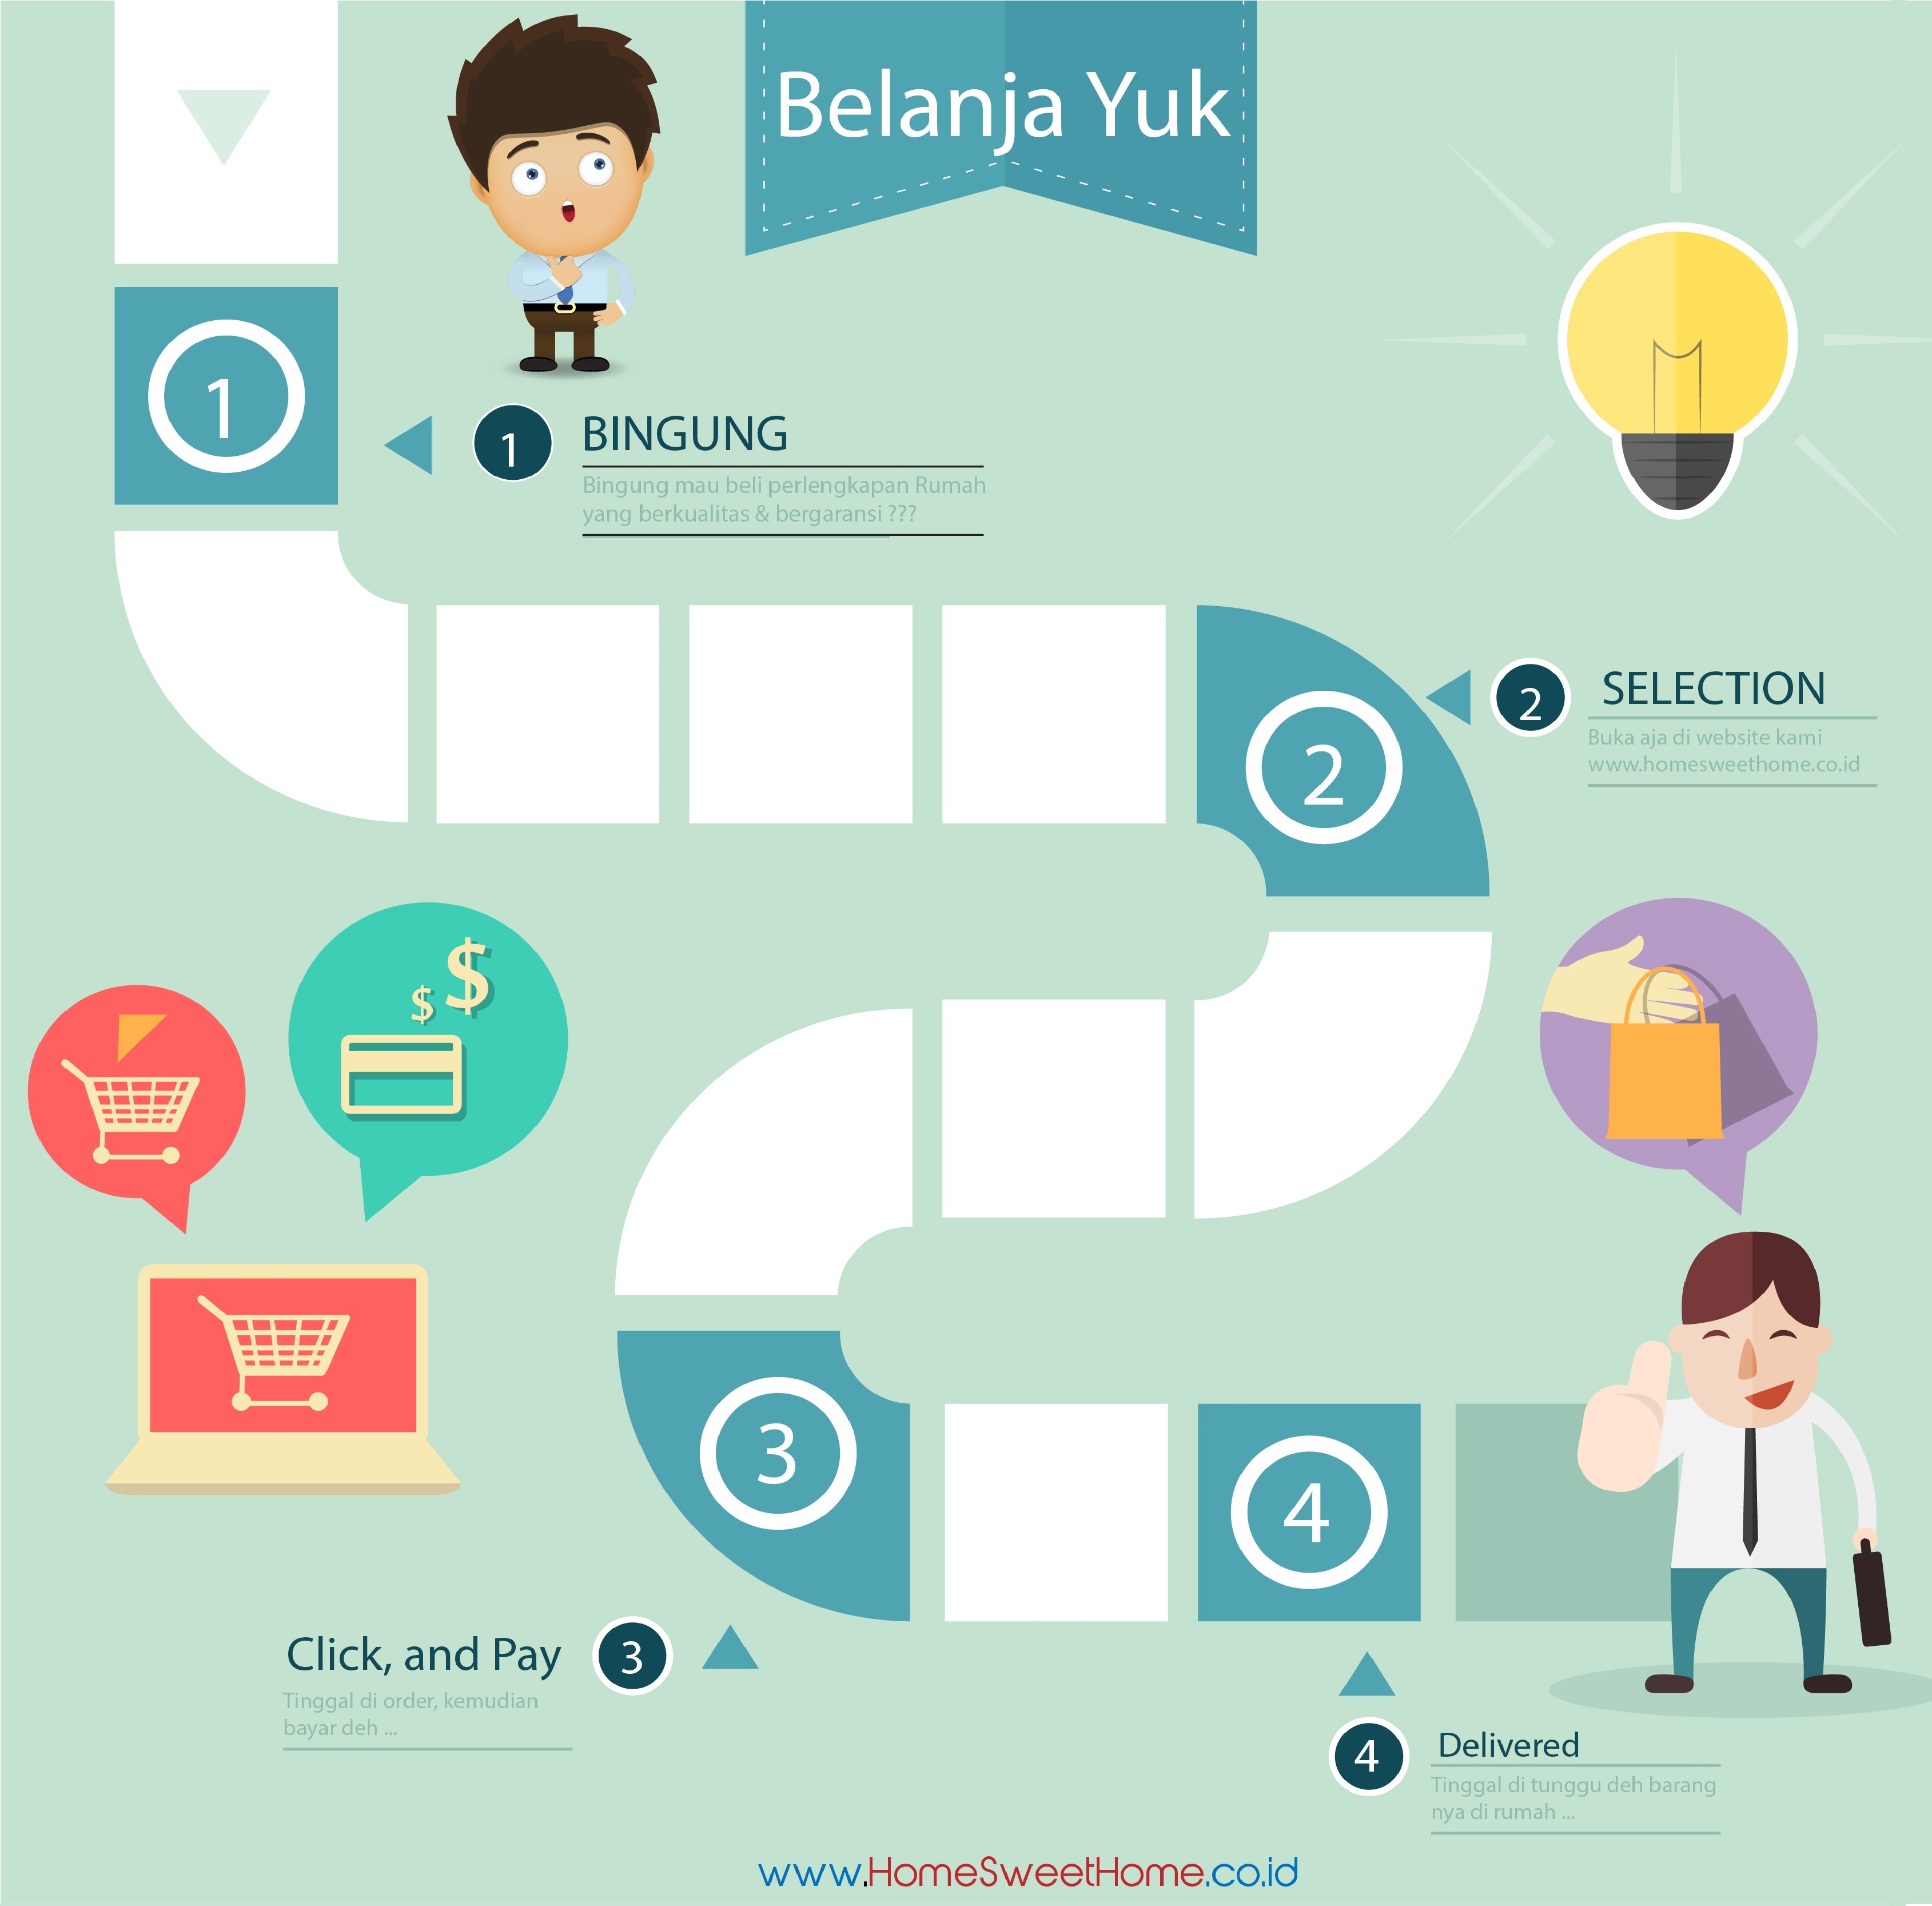 Belanja Yuk
1
1
BINGUNG
Bingung mau beli perlengkapan Rumah
yang berkualitas & bergaransi ???
2
2
SELECTION
Buka aja di website kami
www.homesweethome.co.id
$
$
3
4
Click, and Pay
3
Tinggal di order, kemudian
bayar deh ...
4
Delivered
Tinggal di tunggu deh barang
nya di rumah ...
www.HomeSweetHome.co.id